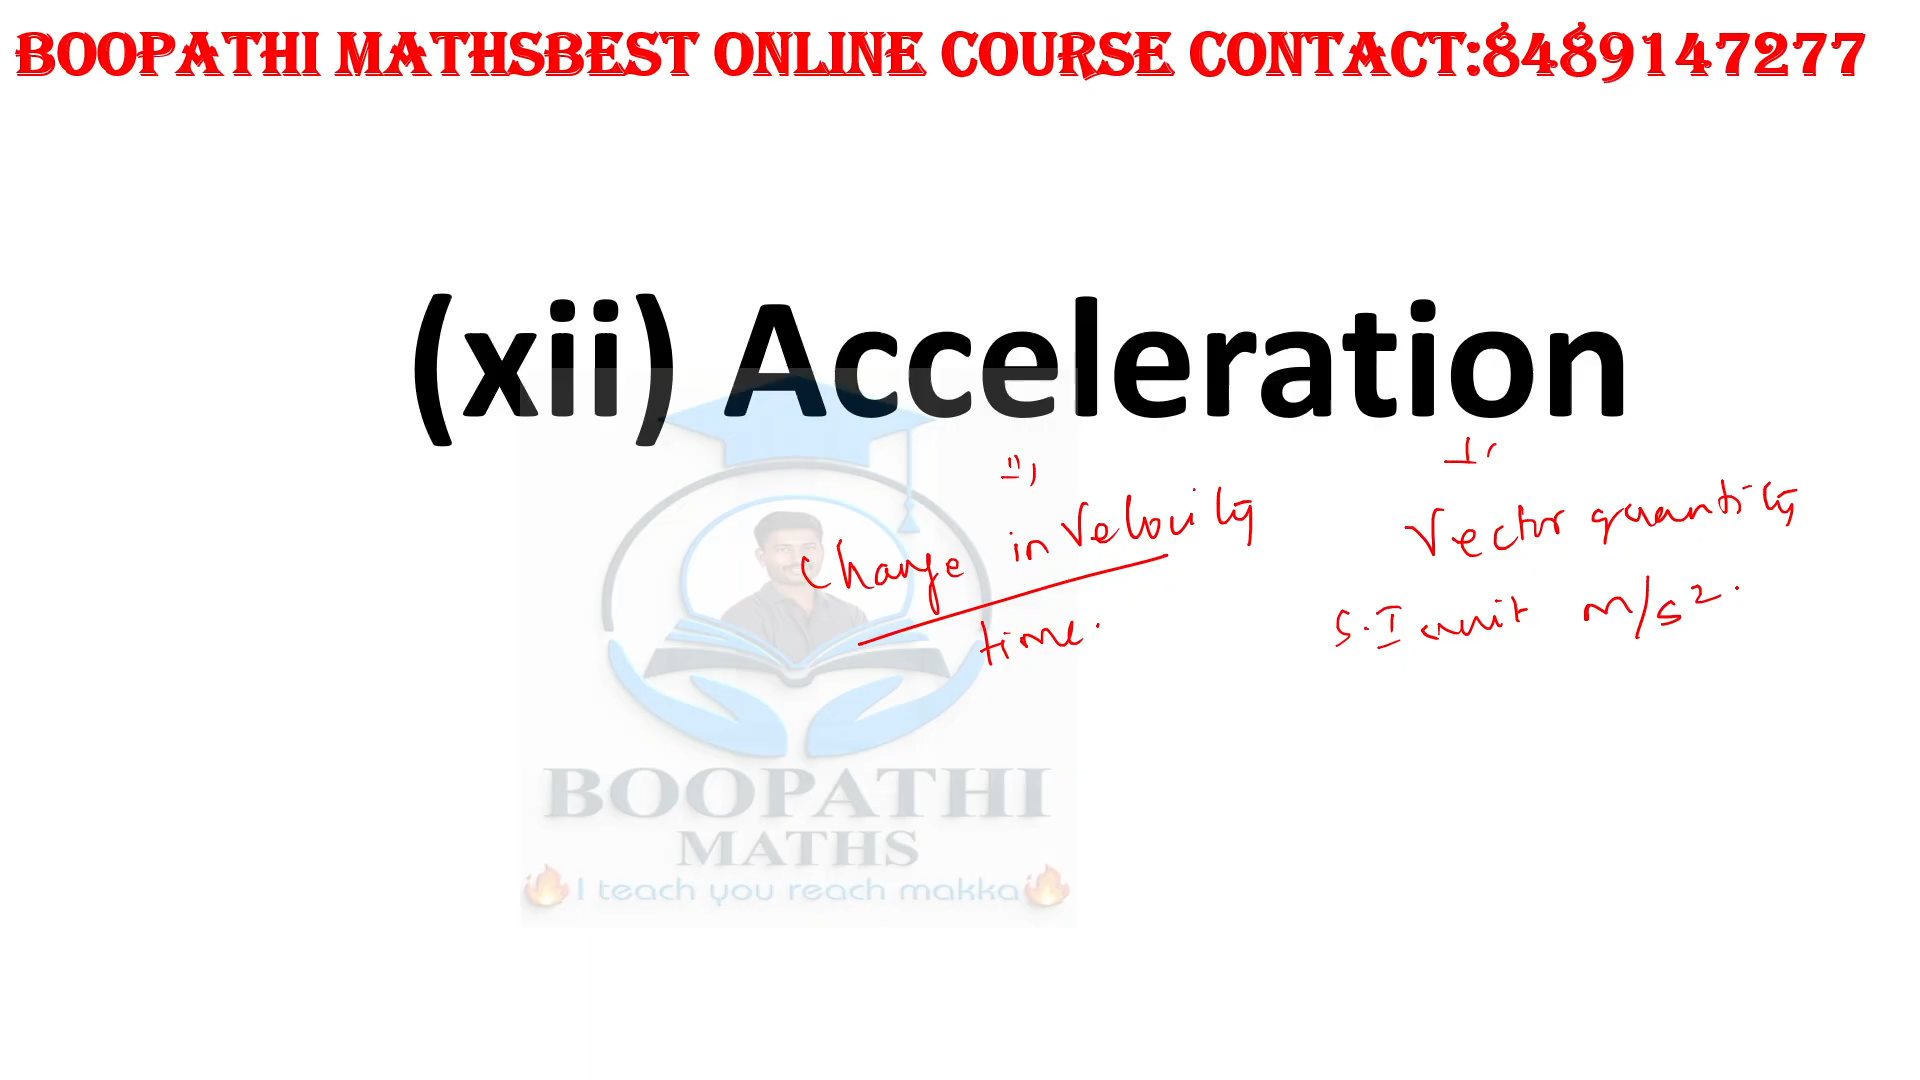 BOOPATHI MATHSBEST ONLINE COURSE CONTACT:8489147277
(xii) Acceleration
Change in Velocity
time.
Vector quantity
S.I unit m/s².
BOOPATHI
MATHS
🔥I teach you reach makka🔥